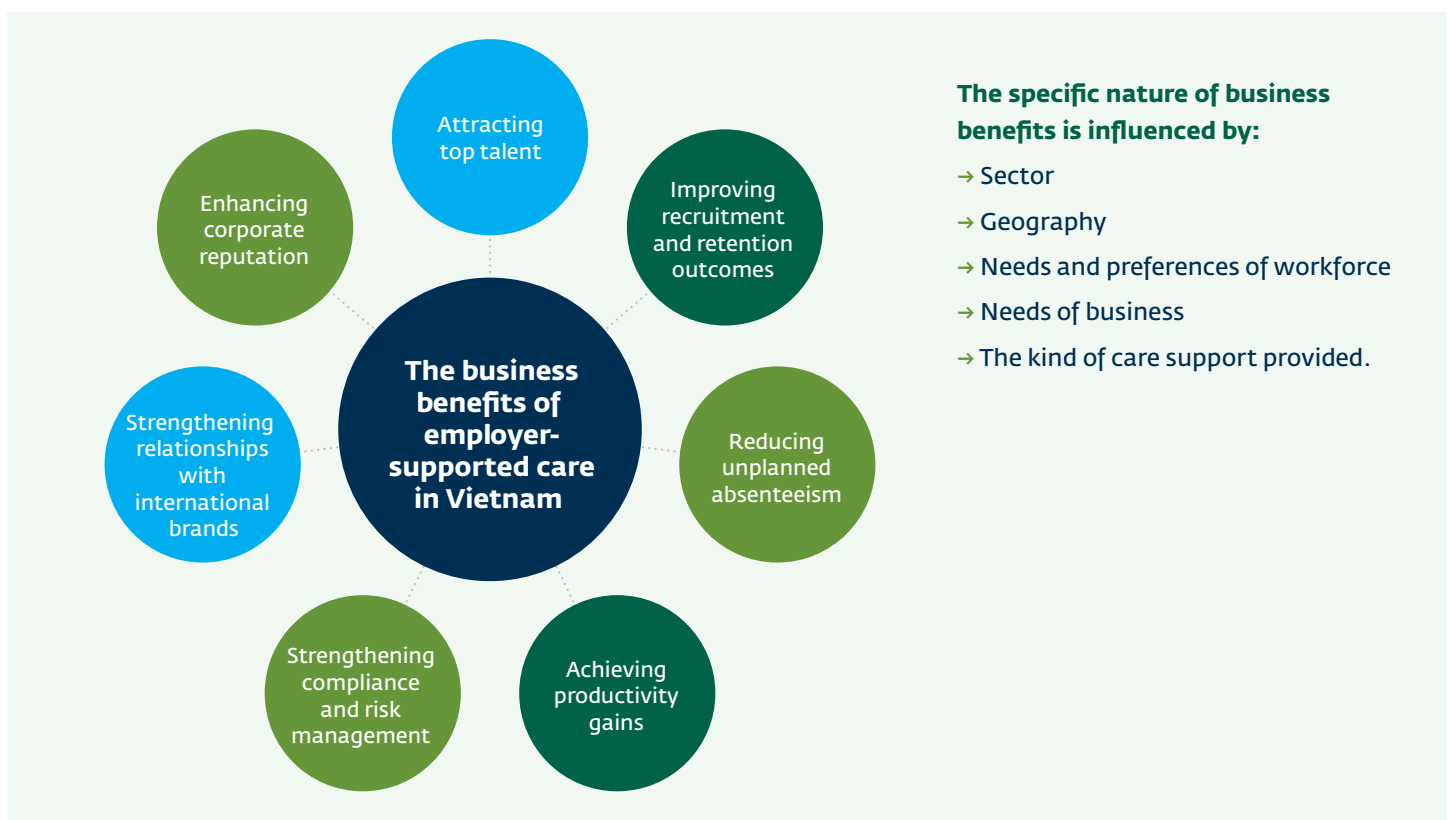 Attracting
top talent
Improving
recruitment
and retention
outcomes
Reducing
unplanned
absenteeism
Achieving
productivity
gains
Strengthening
compliance
and risk
management
Strengthening
relationships
with
international
brands
Enhancing
corporate
reputation
The business
benefits of
employer-
supported care
in Vietnam
The specific nature of business
benefits is influenced by:
→ Sector
→ Geography
→ Needs and preferences of workforce
→ Needs of business
→ The kind of care support provided.